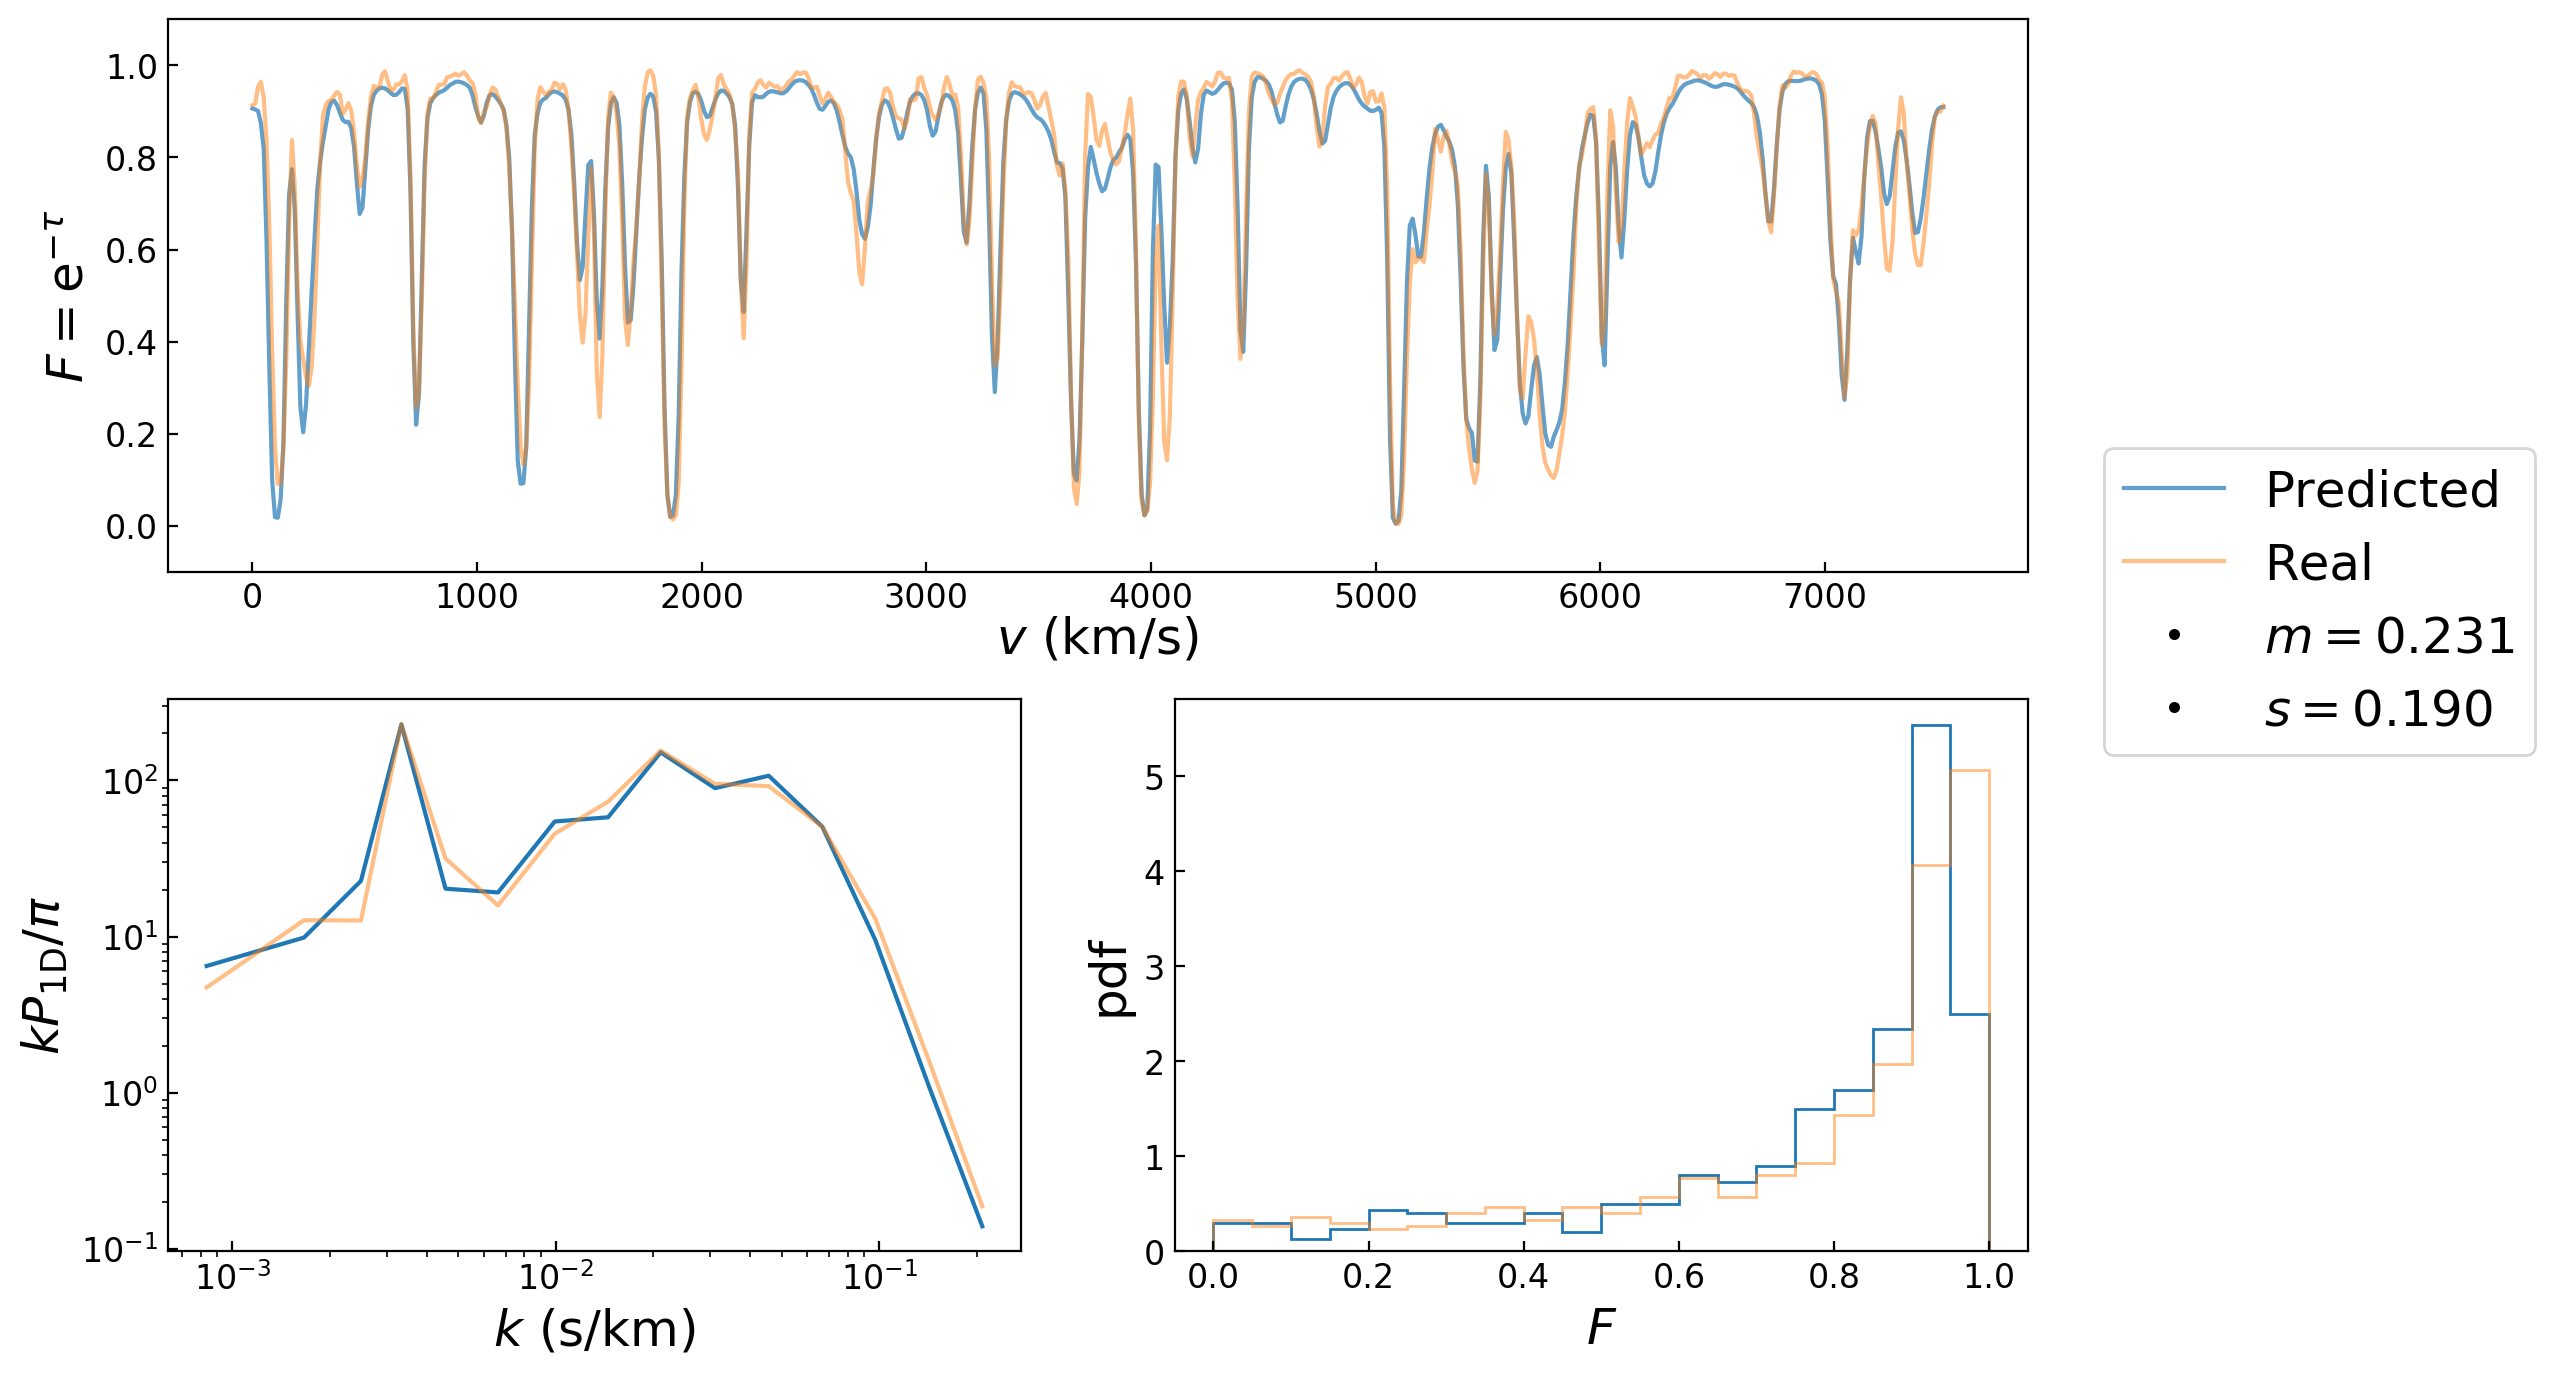 F = e^{−τ}
1.0
0.8
0.6
0.4
0.2
0.0
0 1000 2000 3000 4000 5000 6000 7000
v (km/s)
Predicted
Real
m = 0.231
s = 0.190
kP_{1D}/π
10^2
10^1
10^0
10^{−1}
10^{−3} 10^{−2} 10^{−1}
k (s/km)
pdf
5
4
3
2
1
0
0.0 0.2 0.4 0.6 0.8 1.0
F